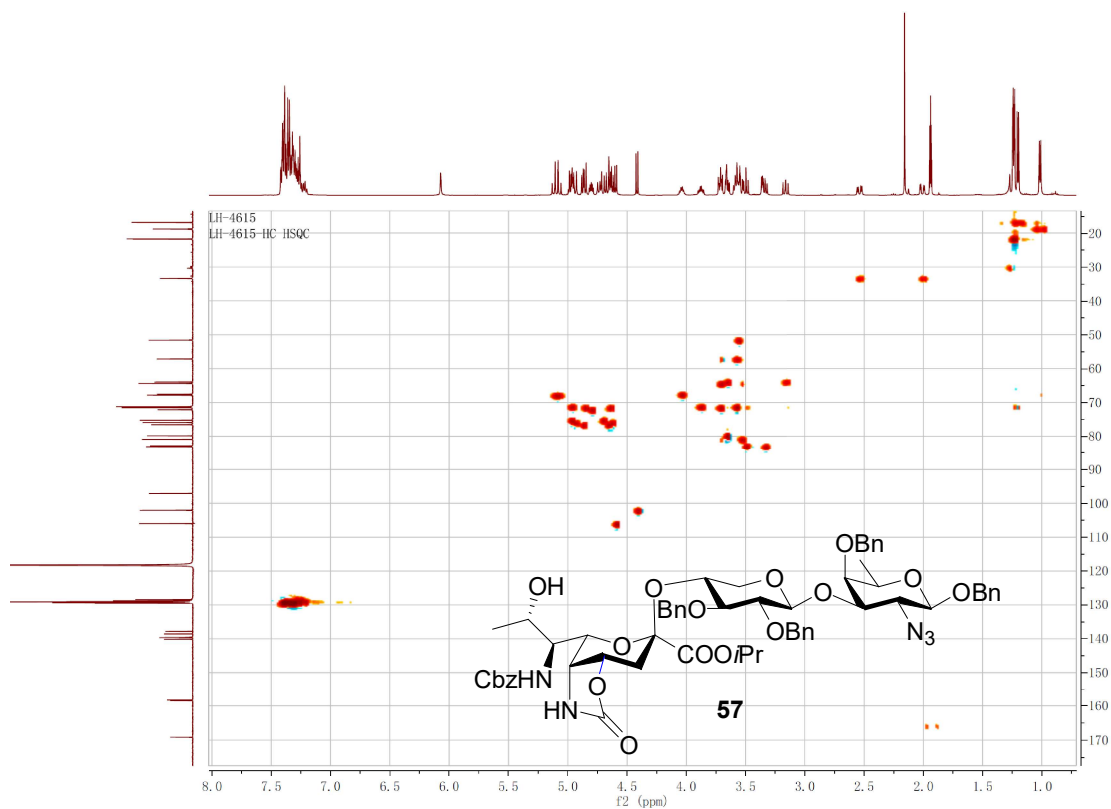 LH-4615
LH-4615-HC HSQC
20
30
40
50
60
70
80
90
100
110
120
130
140
150
160
170
OBn
OH
O
O
O
O
OBn
BnO
O
OBn
N3
COOiPr
CbzHN
O
HN
O
57
8.0 7.5 7.0 6.5 6.0 5.5 5.0 4.5 4.0 3.5 3.0 2.5 2.0 1.5 1.0
f2 (ppm)